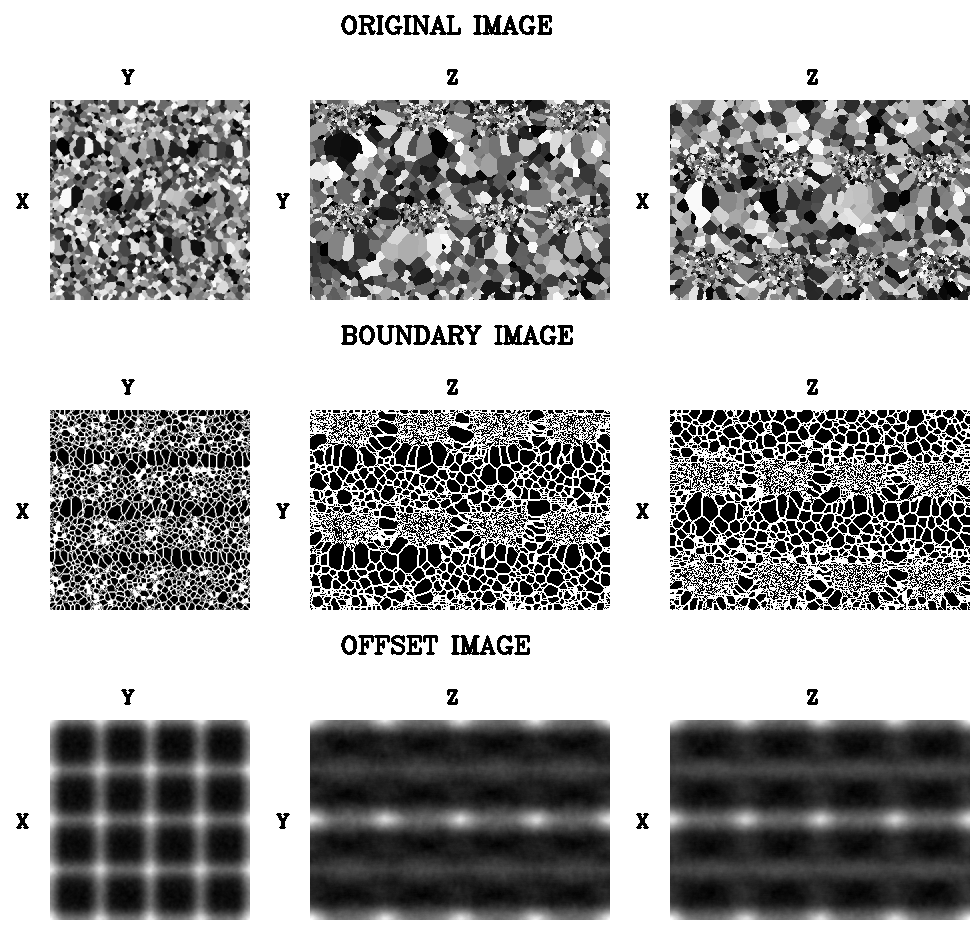 ORIGINAL IMAGE
Y Z Z
X Y X
BOUNDARY IMAGE
Y Z Z
X Y X
OFFSET IMAGE
Y Z Z
X Y X